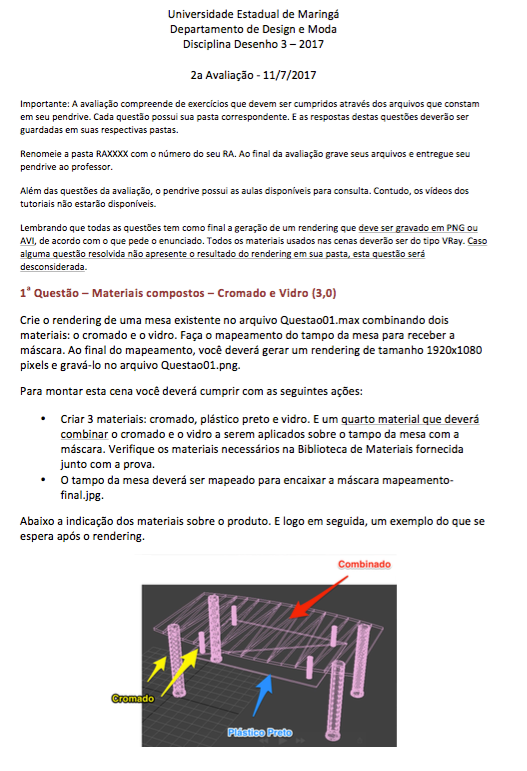 Universidade Estadual de Maringá
Departamento de Design e Moda
Disciplina Desenho 3 – 2017
2a Avaliação - 11/7/2017
Importante: A avaliação compreende de exercícios que devem ser cumpridos através dos arquivos que constam
em seu pendrive. Cada questão possui sua pasta correspondente. E as respostas destas questões deverão ser
guardadas em suas respectivas pastas.
Renomeie a pasta RAXXXX com o número do seu RA. Ao final da avaliação grave seus arquivos e entregue seu
pendrive ao professor.
Além das questões da avaliação, o pendrive possui as aulas disponíveis para consulta. Contudo, os vídeos dos
tutoriais não estarão disponíveis.
Lembrando que todas as questões tem como final a geração de um rendering que deve ser gravado em PNG ou
AVI, de acordo com o que pede o enunciado. Todos os materiais usados nas cenas deverão ser do tipo VRay. Caso
alguma questão resolvida não apresente o resultado do rendering em sua pasta, esta questão será
desconsiderada.
1ª Questão – Materiais compostos – Cromado e Vidro (3,0)
Crie o rendering de uma mesa existente no arquivo Questao01.max combinando dois
materiais: o cromado e o vidro. Faça o mapeamento do tampo da mesa para receber a
máscara. Ao final do mapeamento, você deverá gerar um rendering de tamanho 1920x1080
pixels e gravá-lo no arquivo Questao01.png.
Para montar esta cena você deverá cumprir com as seguintes ações:
• Criar 3 materiais: cromado, plástico preto e vidro. E um quarto material que deverá
combinar o cromado e o vidro a serem aplicados sobre o tampo da mesa com a
máscara. Verifique os materiais necessários na Biblioteca de Materiais fornecida
junto com a prova.
• O tampo da mesa deverá ser mapeado para encaixar a máscara mapeamento-
final.jpg.
Abaixo a indicação dos materiais sobre o produto. E logo em seguida, um exemplo do que se
espera após o rendering.
Combinado
Cromado
Plástico Preto